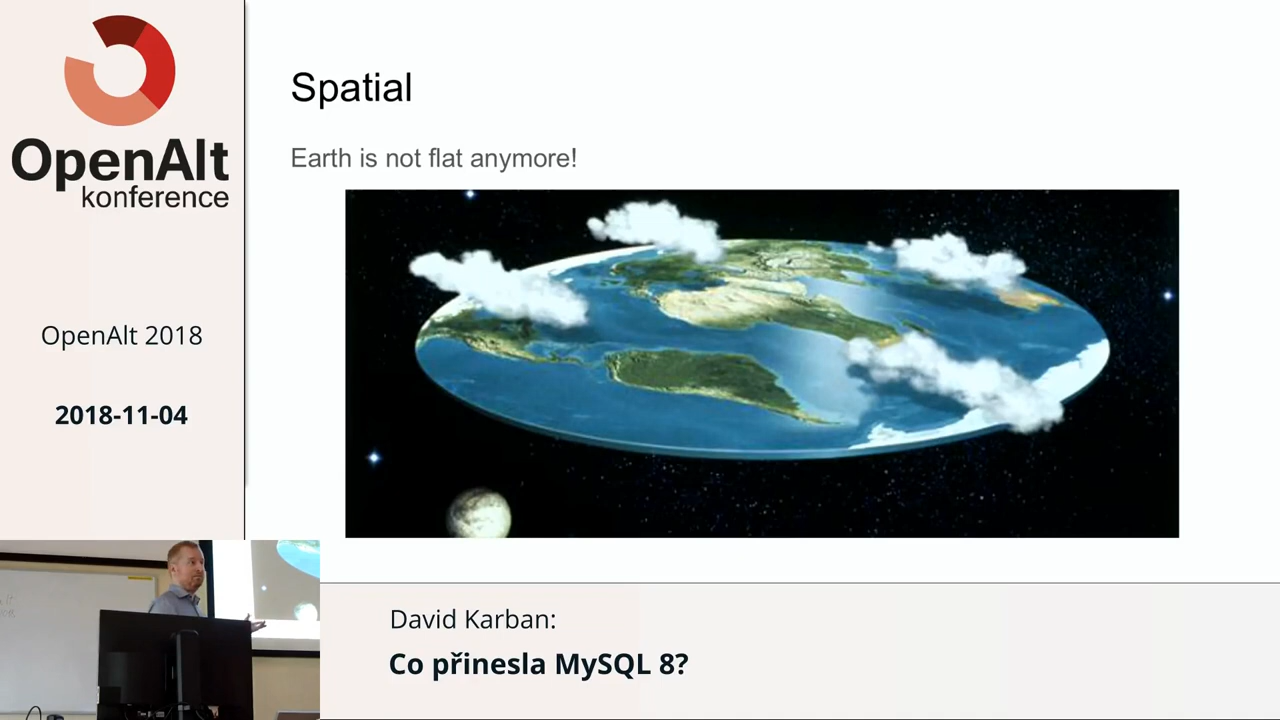 OpenAlt
konference
OpenAlt 2018
2018-11-04
Spatial
Earth is not flat anymore!
David Karban:
Co přinesla MySQL 8?